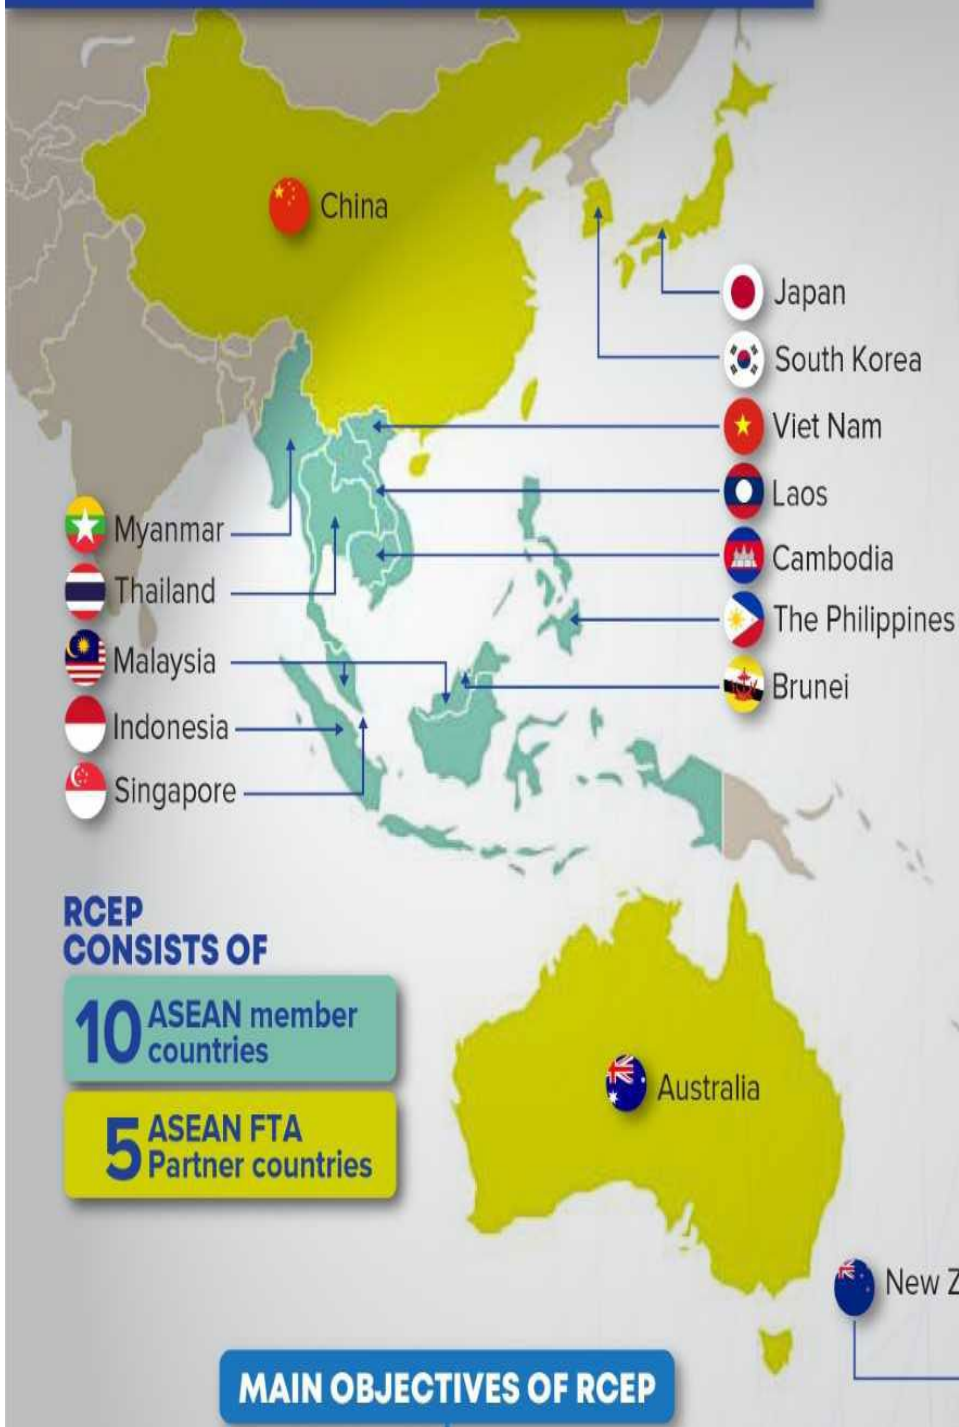 China
Japan
South Korea
Viet Nam
Laos
Cambodia
The Philippines
Brunei
Myanmar
Thailand
Malaysia
Indonesia
Singapore
RCEP
CONSISTS OF
10 ASEAN member
countries
5 ASEAN FTA
Partner countries
Australia
New Z
MAIN OBJECTIVES OF RCEP